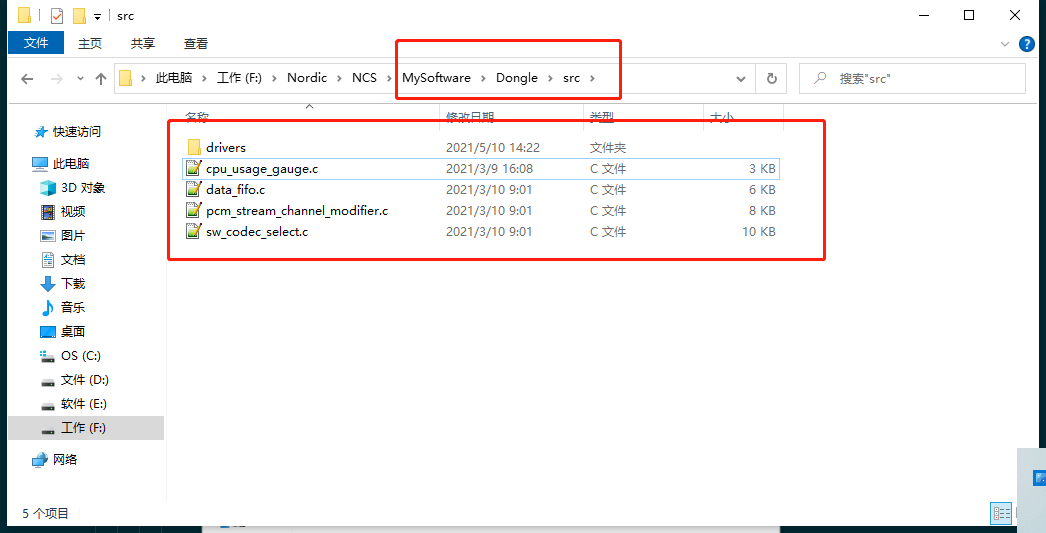 src
文件 主页 共享 查看
此电脑 工作 (F:) Nordic NCS MySoftware Dongle src 搜索"src"
名称 修改日期 类型 大小
快速访问
此电脑
3D 对象
视频
图片
文档
下载
音乐
桌面
OS (C:)
文件 (D:)
软件 (E:)
工作 (F:)
网络
drivers 2021/5/10 14:22 文件夹
cpu_usage_gauge.c 2021/3/9 16:08 C 文件 3 KB
data_fifo.c 2021/3/10 9:01 C 文件 6 KB
pcm_stream_channel_modifier.c 2021/3/10 9:01 C 文件 8 KB
sw_codec_select.c 2021/3/10 9:01 C 文件 10 KB
5 个项目